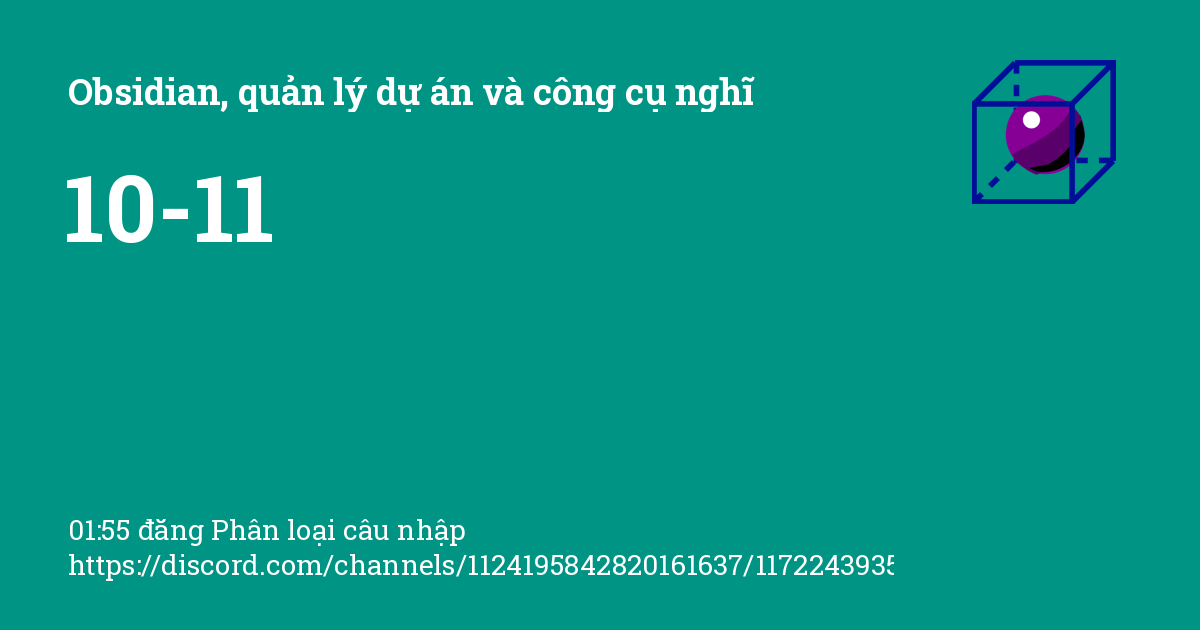 Obsidian, quản lý dự án và công cụ nghĩ
10-11
01:55 đăng Phân loại câu nhập
https://discord.com/channels/1124195842820161637/1172243935